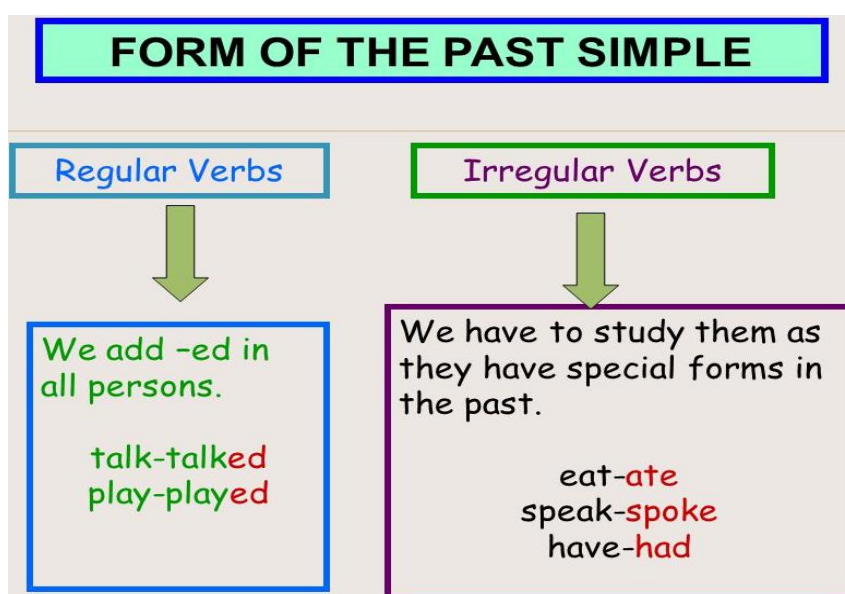 FORM OF THE PAST SIMPLE
Regular Verbs
We add –ed in
all persons.
talk-talked
play-played
Irregular Verbs
We have to study them as
they have special forms in
the past.
eat-ate
speak-spoke
have-had